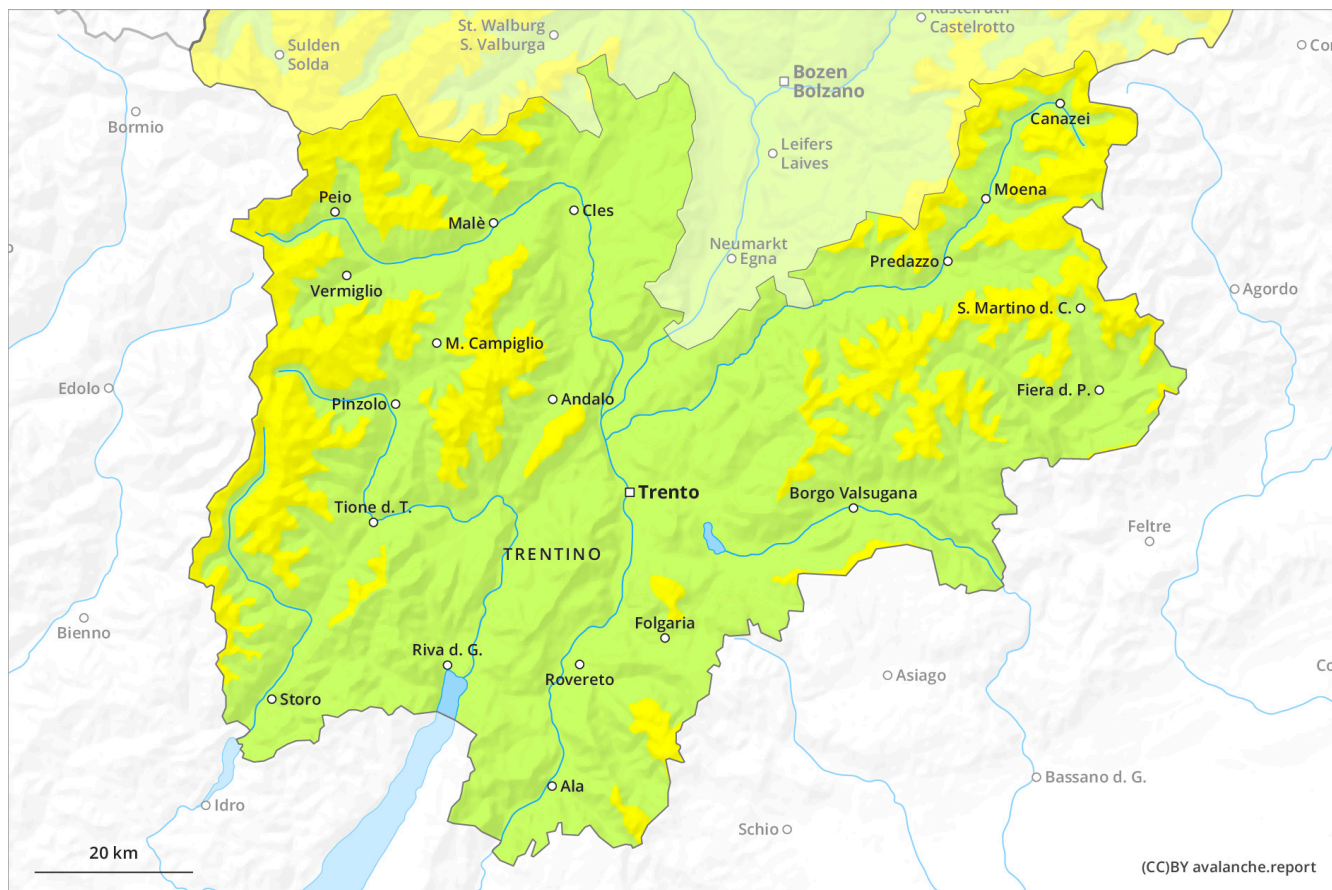 Kastelruth
Castelrotto
St. Walburg
S. Valburga
Sulden
Solda
Bozen
Bolzano
Bormio
Canazei
Leifers
Laives
Peio
Malè
Cles
Moena
Neumarkt
Egna
Predazzo
Vermiglio
Agordo
S. Martino d. C.
M. Campiglio
Edolo
Pinzolo
Andalo
Fiera d. P.
Trento
Borgo Valsugana
Tione d. T.
Feltre
TRENTINO
Bienno
Folgaria
Riva d. G.
Rovereto
Asiago
Storo
Ala
Bassano d. G.
Idro
Schio
20 km
(CC)BY avalanche.report